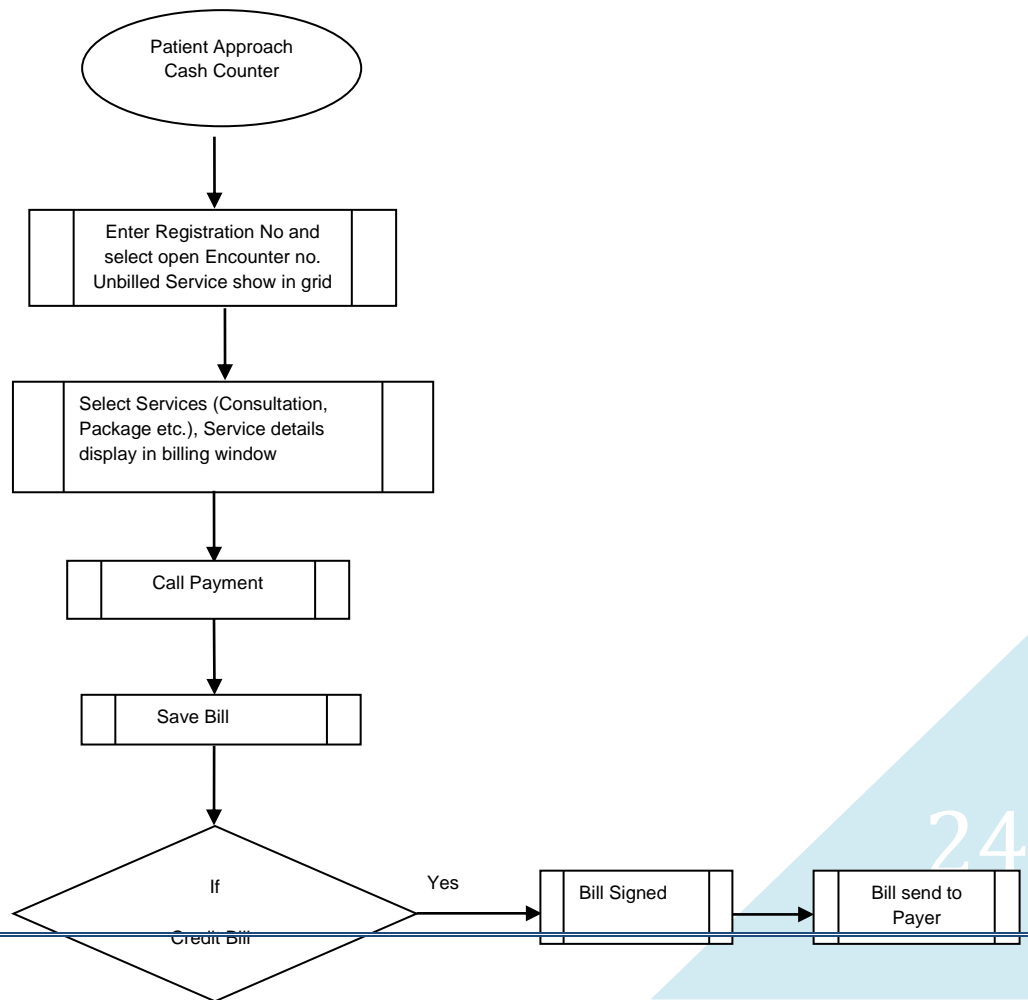 Patient Approach
Cash Counter
Enter Registration No and
select open Encounter no.
Unbilled Service show in grid
Select Services (Consultation,
Package etc.), Service details
display in billing window
Call Payment
Save Bill
If
Credit Bill
Yes
Bill Signed
Bill send to
Payer
24